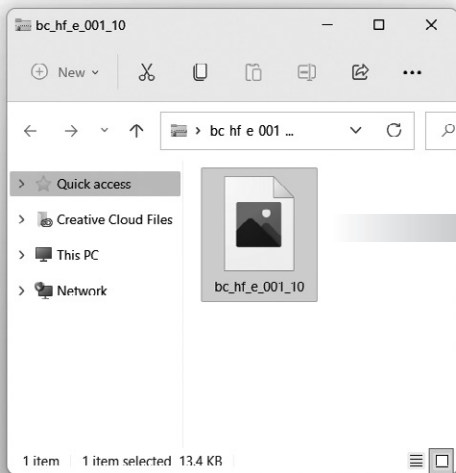 bc_hf_e_001_10
New
bc hf e 001 ...
Quick access
Creative Cloud Files
This PC
Network
bc_hf_e_001_10
1 item 1 item selected 13.4 KB